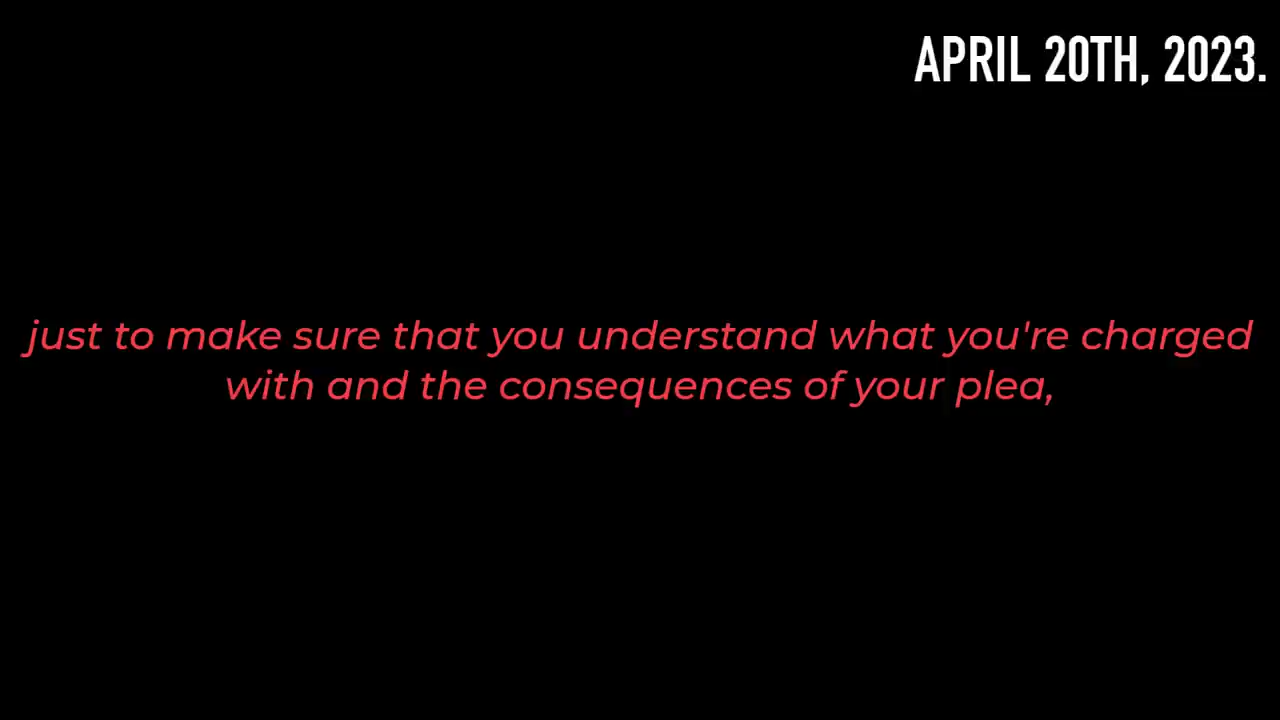 APRIL 20TH, 2023.
just to make sure that you understand what you're charged
with and the consequences of your plea,